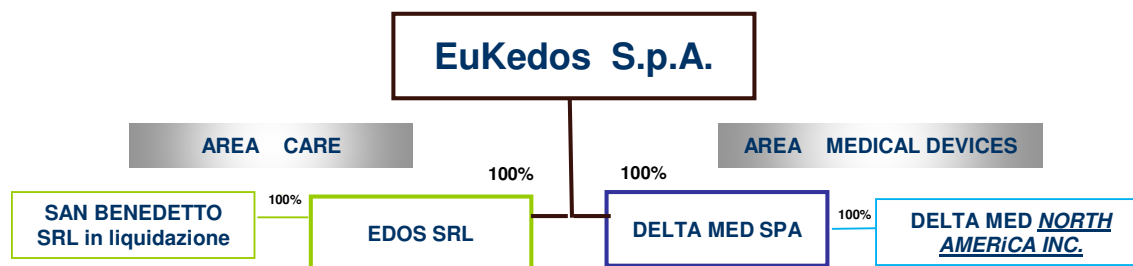 EuKedos S.p.A.
AREA CARE
AREA MEDICAL DEVICES
100%
100%
100%
SAN BENEDETTO
SRL in liquidazione
EDOS SRL
DELTA MED SPA
100%
DELTA MED NORTH
AMERiCA INC.